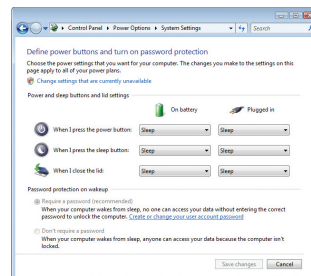 Control Panel ▸ Power Options ▸ System Settings
Search
Define power buttons and turn on password protection
Choose the power settings that you want for your computer. The changes you make to the settings on this
page apply to all of your power plans.
Change settings that are currently unavailable
Power and sleep buttons and lid settings
On battery Plugged in
When I press the power button: Sleep Sleep
When I press the sleep button: Sleep Sleep
When I close the lid: Sleep Sleep
Password protection on wakeup
Require a password (recommended)
When your computer wakes from sleep, no one can access your data without entering the correct
password to unlock the computer. Create or change your user account password
Don't require a password
When your computer wakes from sleep, anyone can access your data because the computer isn't
locked.
Save changes Cancel